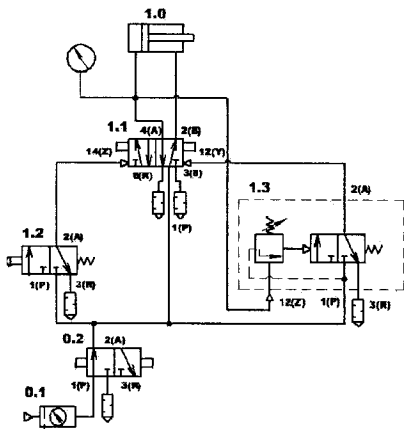 1.0
1.1
4(A) 2(B)
14(Z) 12(Y)
5(R) 3(S)
1(P)
1.2
2(A)
1(P) 3(R)
1.3
2(A)
12(Z) 1(P) 3(R)
0.2
2(A)
1(P) 3(R)
0.1